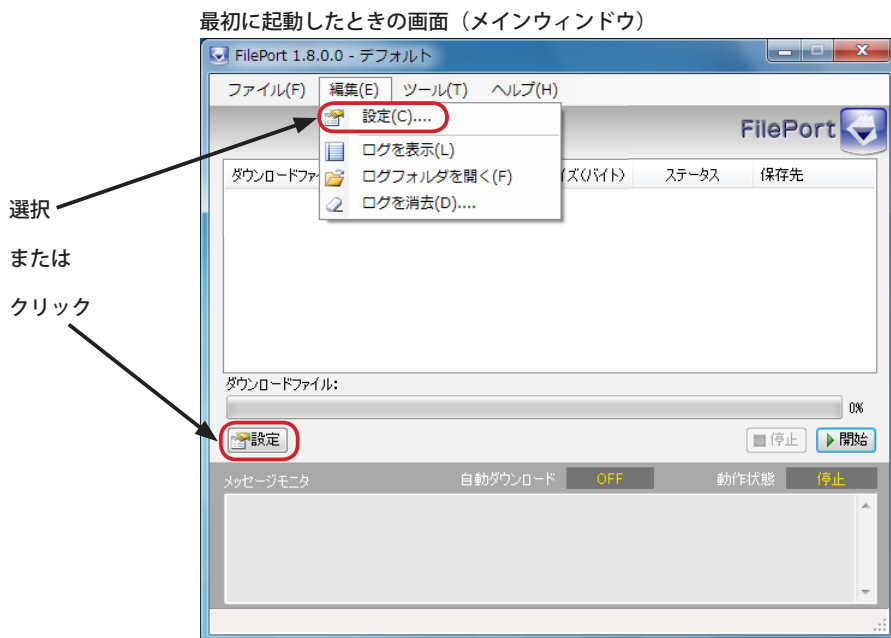 最初に起動したときの画面（メインウィンドウ）
FilePort 1.8.0.0 - デフォルト
ファイル(F) 編集(E) ツール(T) ヘルプ(H)
設定(C)....
ログを表示(L)
ログフォルダを開く(F)
ログを消去(D)....
FilePort
ダウンロードファ イズ(バイト) ステータス 保存先
選択
または
クリック
ダウンロードファイル:
0%
設定 停止 開始
メッセージモニタ 自動ダウンロード OFF 動作状態 停止